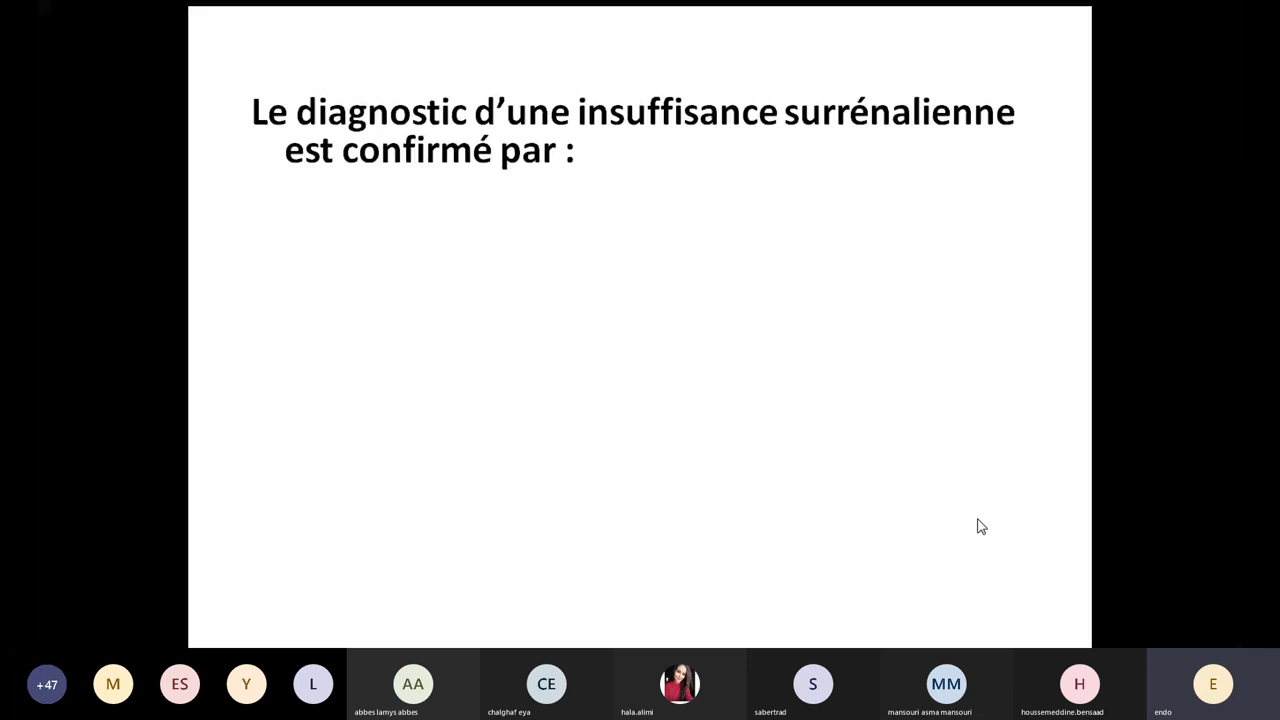 Le diagnostic d’une insuffisance surrénalienne
est confirmé par :
+47
M
ES
Y
L
AA
CE
S
MM
H
E
abbes lamys abbes
chalghaf eya
hala.alimi
sabertrad
mansouri asma mansouri
houssemeddine.bensaad
endo